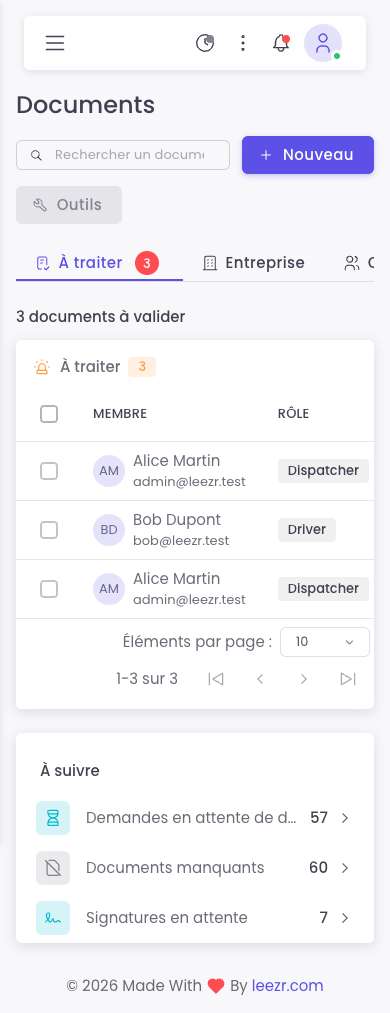 Documents
Rechercher un docume
+ Nouveau
Outils
À traiter 3 Entreprise
3 documents à valider
À traiter 3
MEMBRE RÔLE
AM Alice Martin Dispatcher
admin@leezr.test
BD Bob Dupont Driver
bob@leezr.test
AM Alice Martin Dispatcher
admin@leezr.test
Éléments par page : 10
1-3 sur 3
À suivre
Demandes en attente de d... 57
Documents manquants 60
Signatures en attente 7
© 2026 Made With ❤ By leezr.com